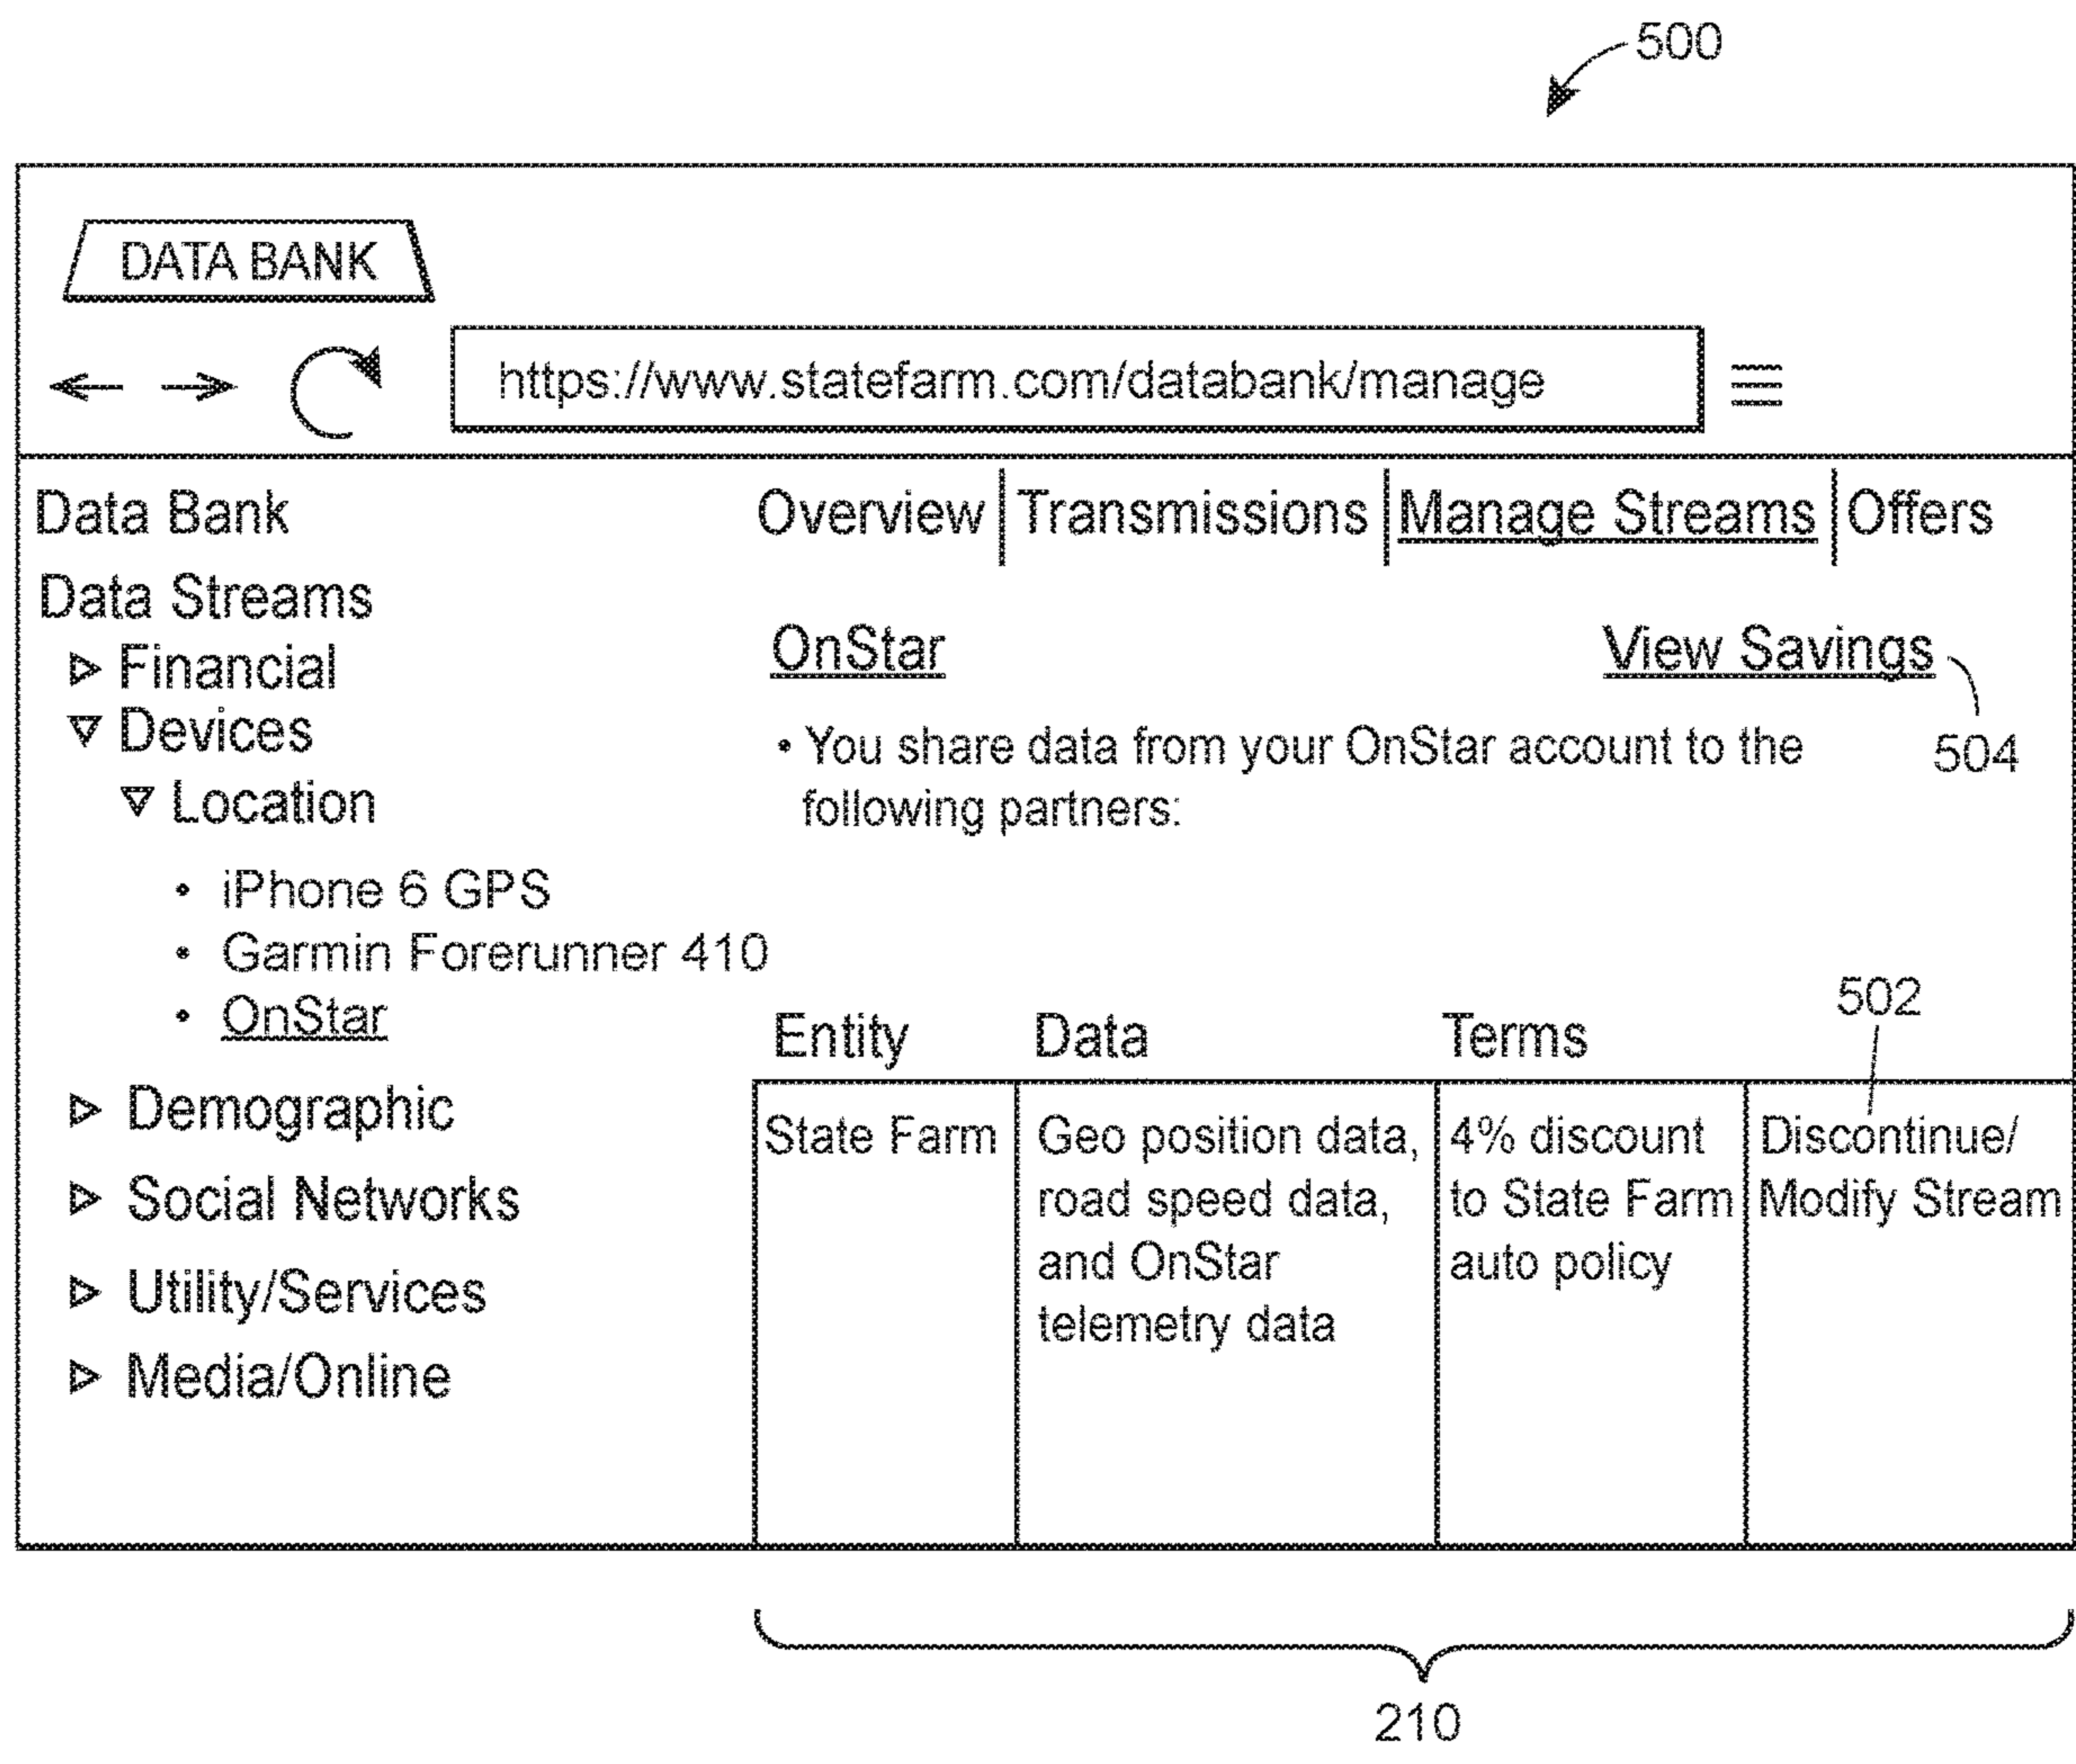 500
DATA BANK
https://www.statefarm.com/databank/manage
Data Bank
Overview
Transmissions
Manage Streams
Offers
Data Streams
Financial
Devices
Location
• iPhone 6 GPS
• Garmin Forerunner 410
• OnStar
Demographic
Social Networks
Utility/Services
Media/Online
OnStar
View Savings
504
• You share data from your OnStar account to the
following partners:
502
Entity
Data
Terms
State Farm
Geo position data,
road speed data,
and OnStar
telemetry data
4% discount
to State Farm
auto policy
Discontinue/
Modify Stream
210